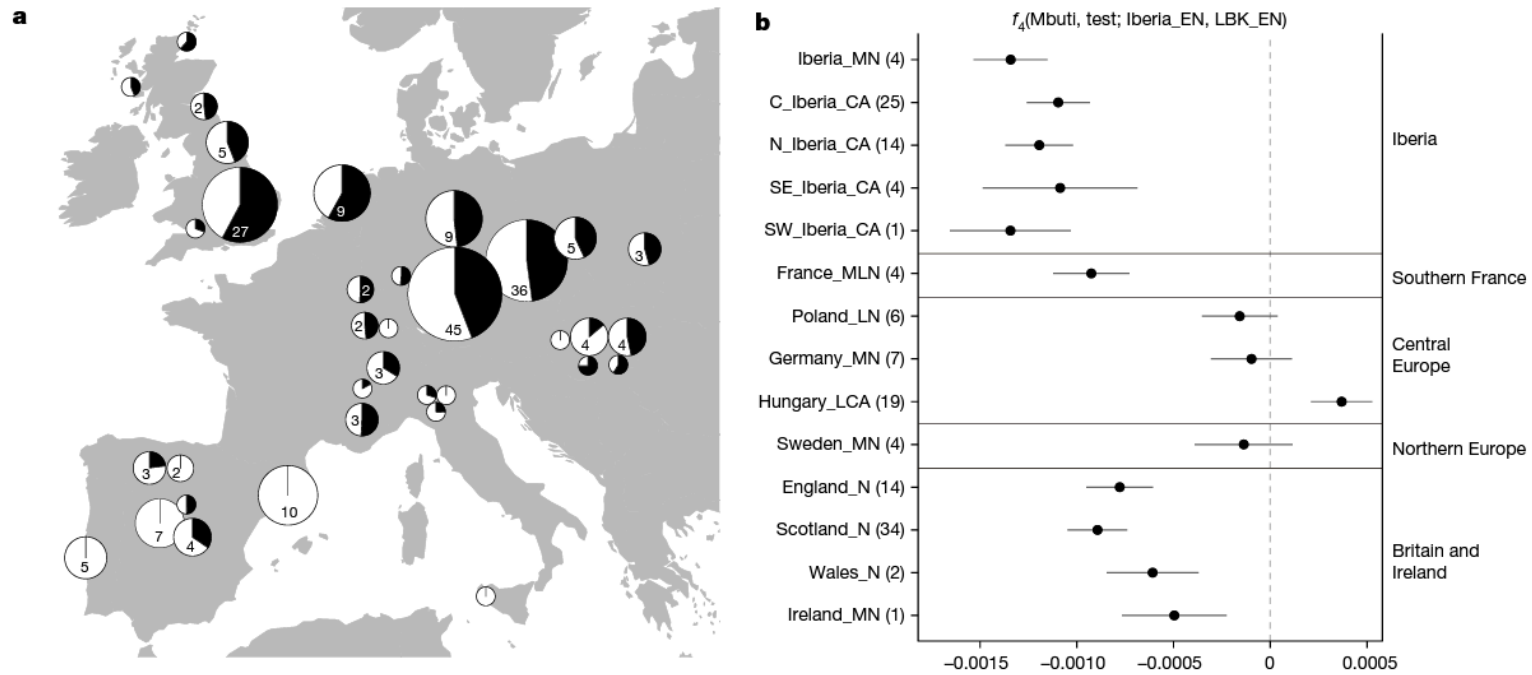 a
2
5
27
9
9
36
5
3
2
45
2
4
4
3
3
3
2
10
7
4
5
b
f₄(Mbuti, test; Iberia_EN, LBK_EN)
Iberia_MN (4)
C_Iberia_CA (25)
N_Iberia_CA (14)
SE_Iberia_CA (4)
SW_Iberia_CA (1)
Iberia
France_MLN (4)
Southern France
Poland_LN (6)
Germany_MN (7)
Hungary_LCA (19)
Central
Europe
Sweden_MN (4)
Northern Europe
England_N (14)
Scotland_N (34)
Wales_N (2)
Ireland_MN (1)
Britain and
Ireland
−0.0015 −0.0010 −0.0005 0 0.0005